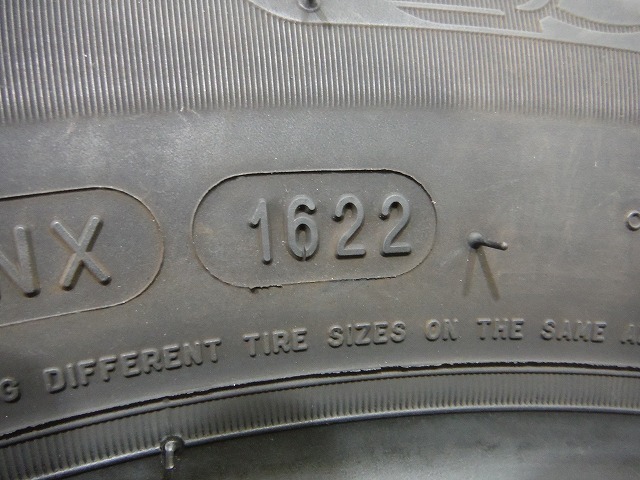 NX 1622
G DIFFERENT TIRE SIZES ON THE SAME A